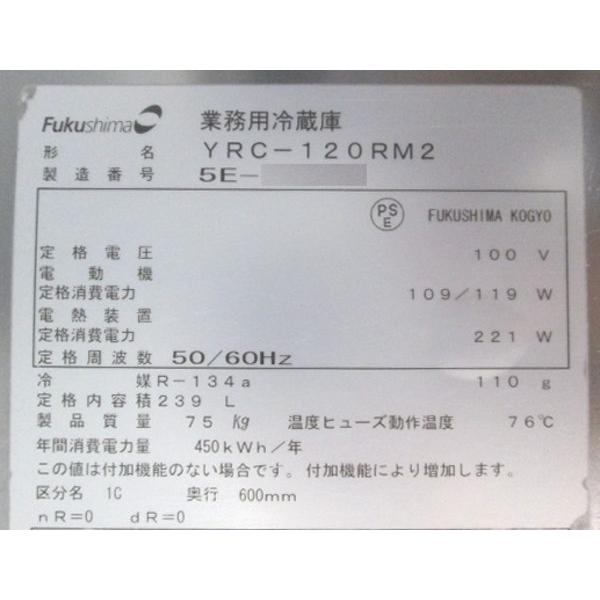 Fukushima 業務用冷蔵庫
形 名 YRC-120RM2
製造番号 5E-
PSE FUKUSHIMA KOGYO
定格電圧 100 V
電動機
定格消費電力 109/119 W
電熱装置
定格消費電力 221 W
定格周波数 50/60Hz
冷 媒 R-134a 110 g
定格内容積 239 L
製品質量 75 kg 温度ヒューズ動作温度 76℃
年間消費電力量 450kWh/年
この値は付加機能のない場合です。付加機能により増加します。
区分名 1C 奥行 600mm
nR=0 dR=0